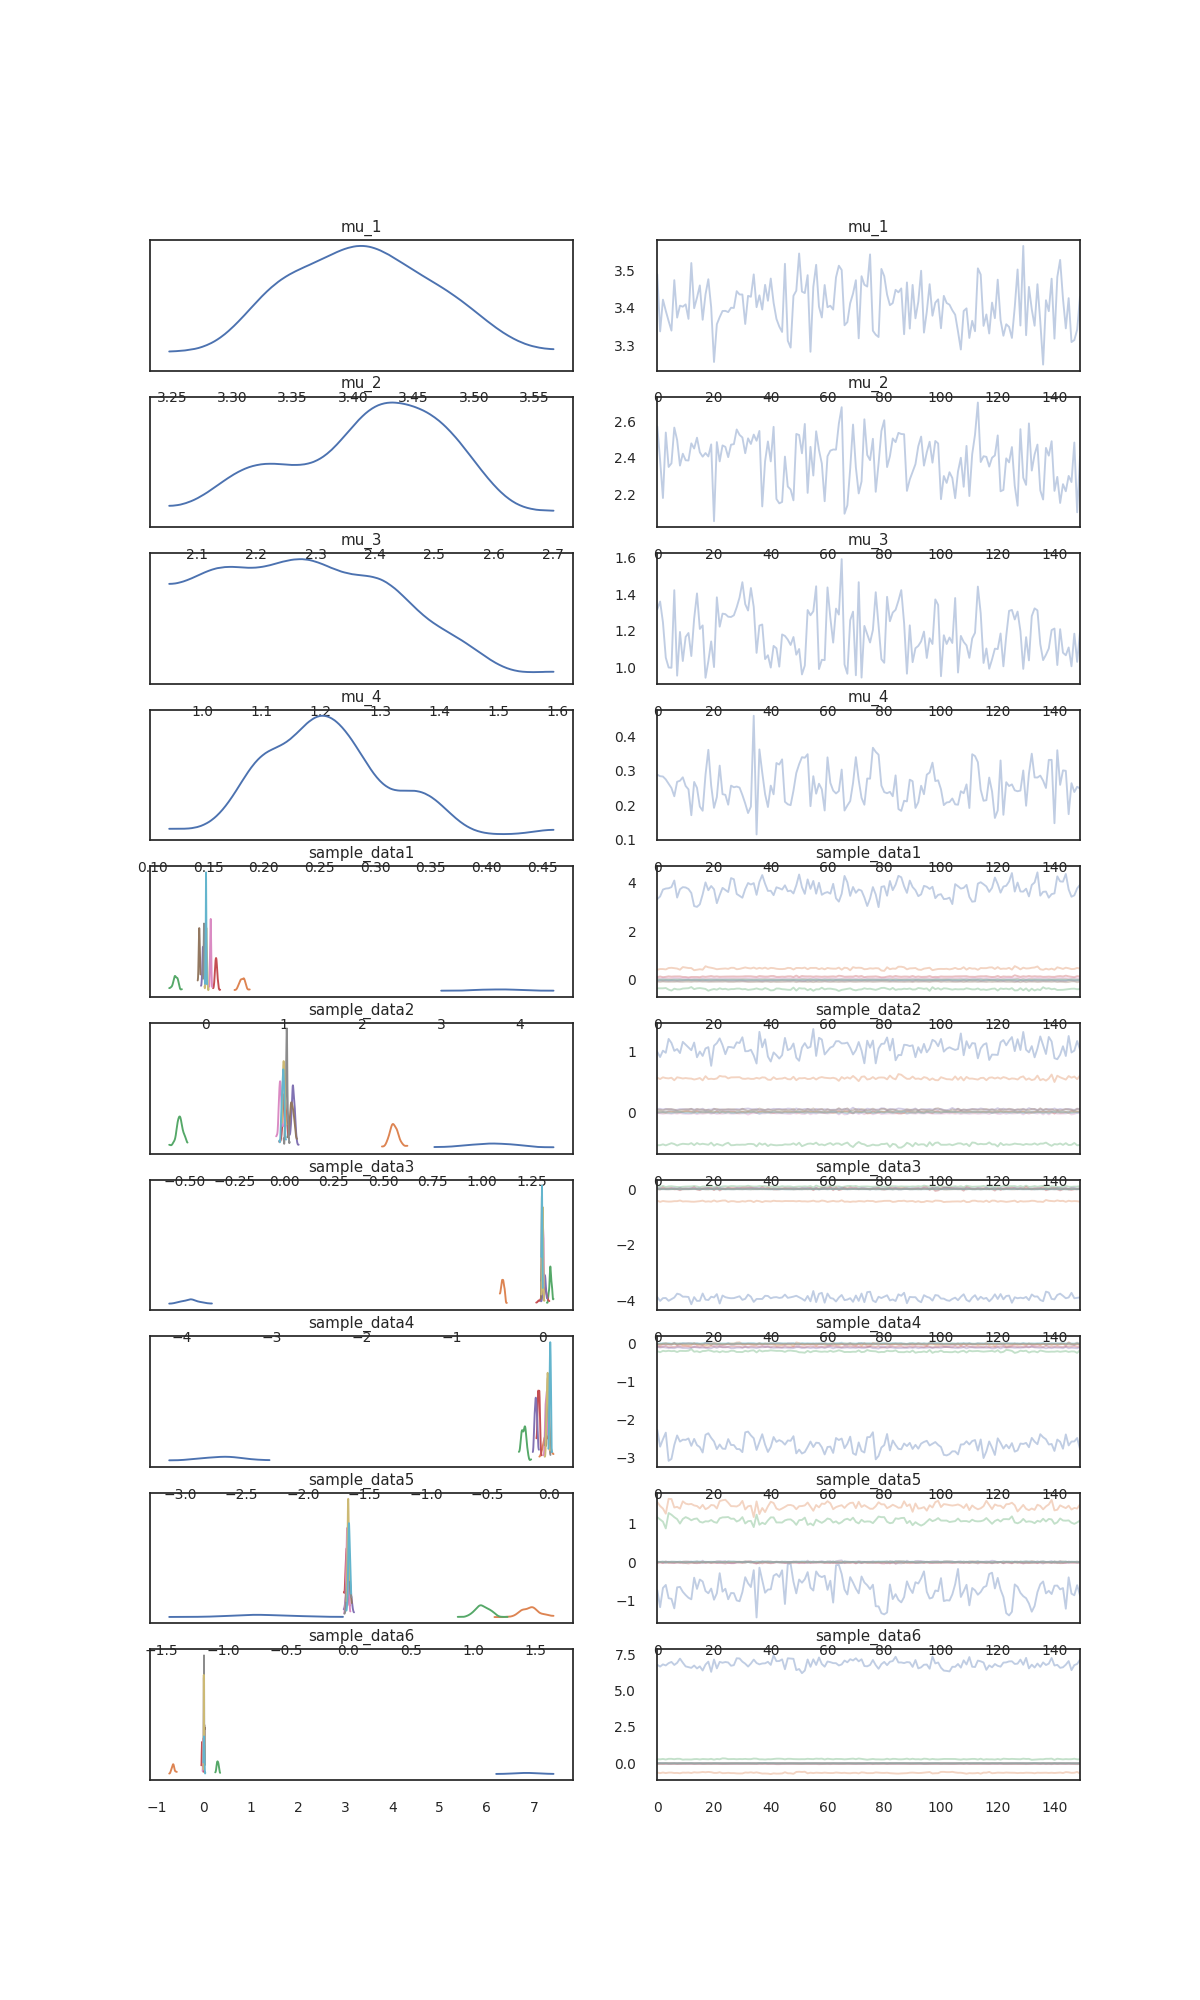 mu_1 mu_1
3.5
3.4
3.3
mu_2 mu_2
3.25 3.30 3.35 3.40 3.45 3.50 3.55 0 20 40 60 80 100 120 140
2.6
2.4
2.2
mu_3 mu_3
2.1 2.2 2.3 2.4 2.5 2.6 2.7 0 20 40 60 80 100 120 140
1.6
1.4
1.2
1.0
mu_4 mu_4
1.0 1.1 1.2 1.3 1.4 1.5 1.6 0 20 40 60 80 100 120 140
0.4
0.3
0.2
0.1
sample_data1 sample_data1
0.10 0.15 0.20 0.25 0.30 0.35 0.40 0.45 0 20 40 60 80 100 120 140
4
2
0
sample_data2 sample_data2
0 1 2 3 4 0 20 40 60 80 100 120 140
1
0
sample_data3 sample_data3
−0.50 −0.25 0.00 0.25 0.50 0.75 1.00 1.25 0 20 40 60 80 100 120 140
0
−2
−4
sample_data4 sample_data4
−4 −3 −2 −1 0 0 20 40 60 80 100 120 140
0
−1
−2
−3
sample_data5 sample_data5
−3.0 −2.5 −2.0 −1.5 −1.0 −0.5 0.0 0 20 40 60 80 100 120 140
1
0
−1
sample_data6 sample_data6
−1.5 −1.0 −0.5 0.0 0.5 1.0 1.5 0 20 40 60 80 100 120 140
7.5
5.0
2.5
0.0
−1 0 1 2 3 4 5 6 7 0 20 40 60 80 100 120 140